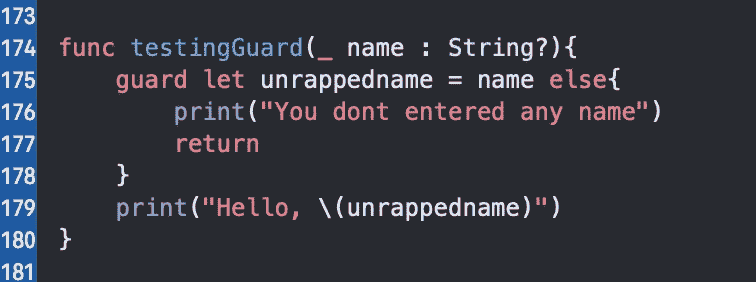 173
174 func testingGuard(_ name : String?){
175 guard let unrappedname = name else{
176 print("You dont entered any name")
177 return
178 }
179 print("Hello, \(unrappedname)")
180 }
181